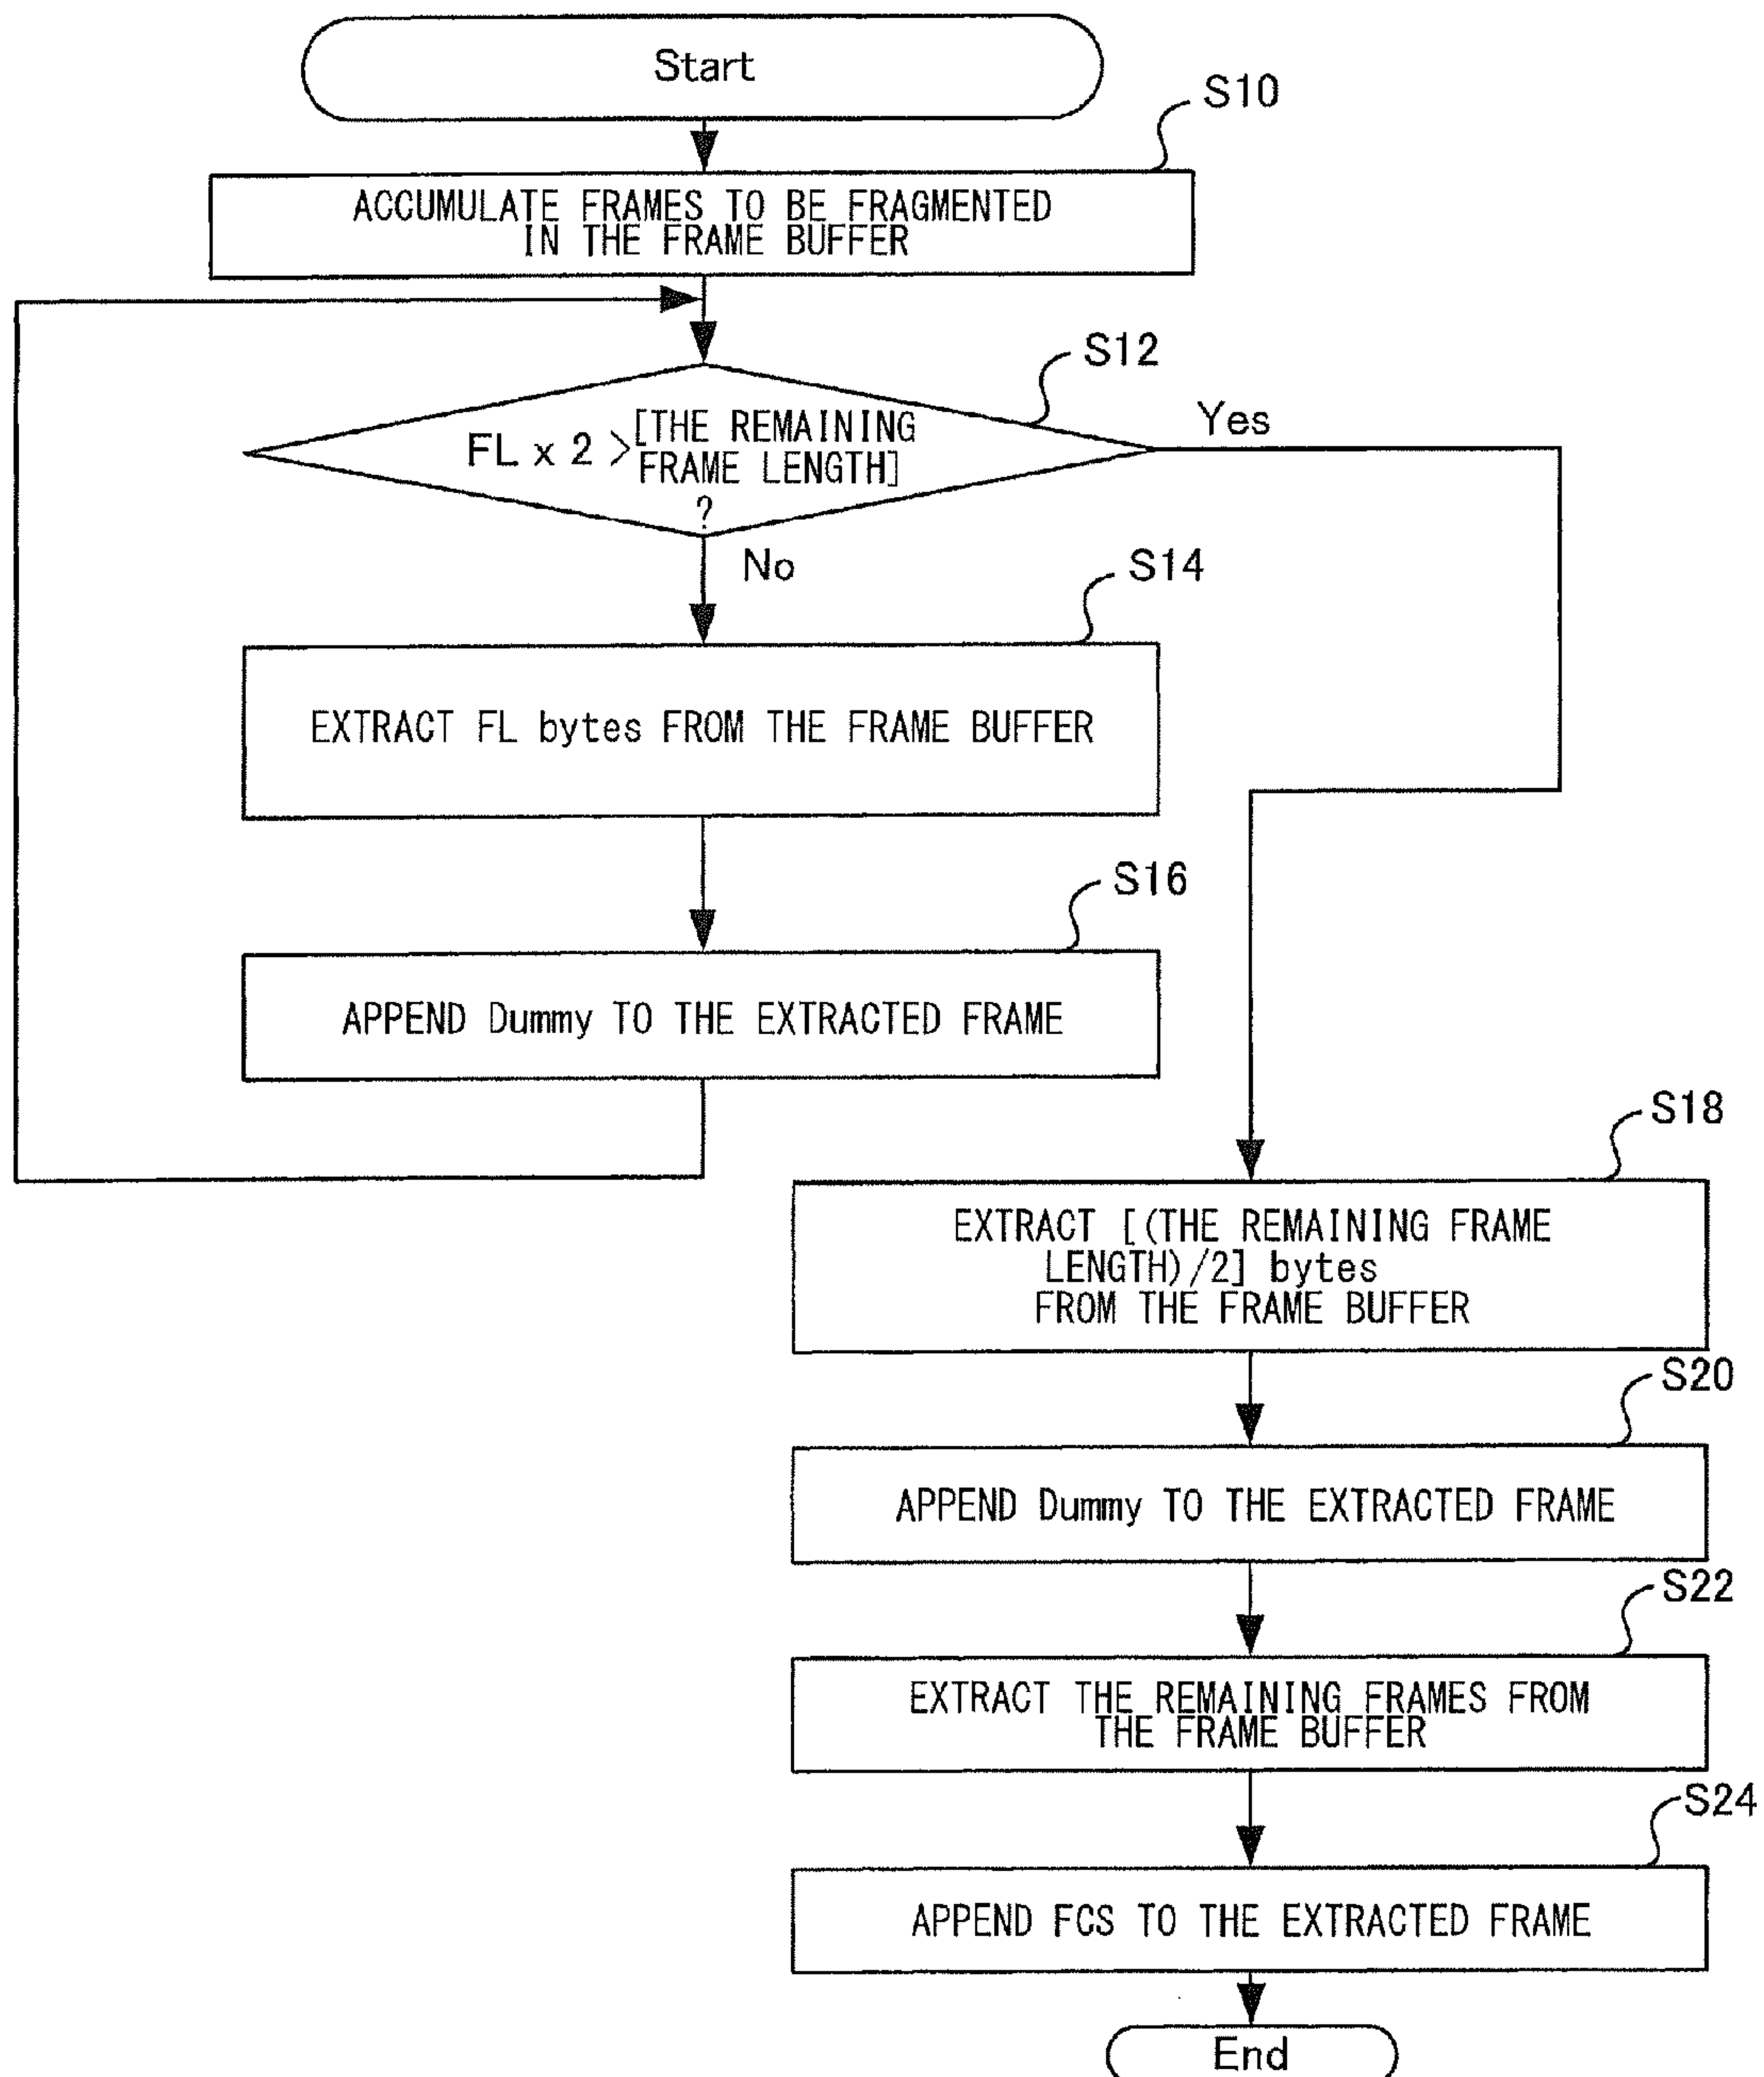 Start
S10
ACCUMULATE FRAMES TO BE FRAGMENTED
IN THE FRAME BUFFER
S12
FL x 2 > [THE REMAINING
FRAME LENGTH]
?
Yes
No
S14
EXTRACT FL bytes FROM THE FRAME BUFFER
S16
APPEND Dummy TO THE EXTRACTED FRAME
S18
EXTRACT [(THE REMAINING FRAME
LENGTH)/2] bytes
FROM THE FRAME BUFFER
S20
APPEND Dummy TO THE EXTRACTED FRAME
S22
EXTRACT THE REMAINING FRAMES FROM
THE FRAME BUFFER
S24
APPEND FCS TO THE EXTRACTED FRAME
End